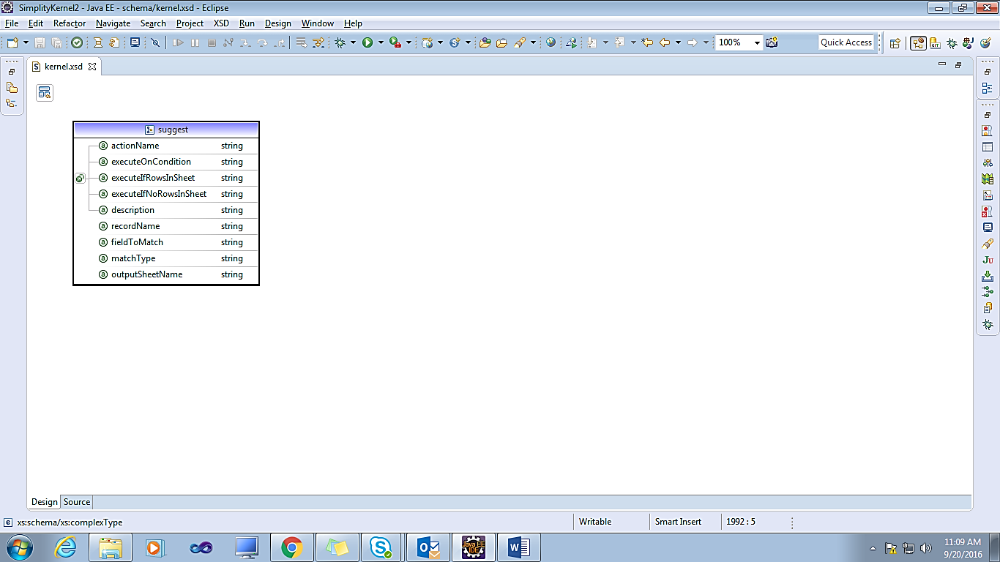 SimplityKernel2 - Java EE - schema/kernel.xsd - Eclipse
File Edit Refactor Navigate Search Project XSD Run Design Window Help
100% Quick Access
kernel.xsd
suggest
actionName string
executeOnCondition string
executeIfRowsInSheet string
executeIfNoRowsInSheet string
description string
recordName string
fieldToMatch string
matchType string
outputSheetName string
Design Source
xs:schema/xs:complexType Writable Smart Insert 1992 : 5
11:09 AM
9/20/2016